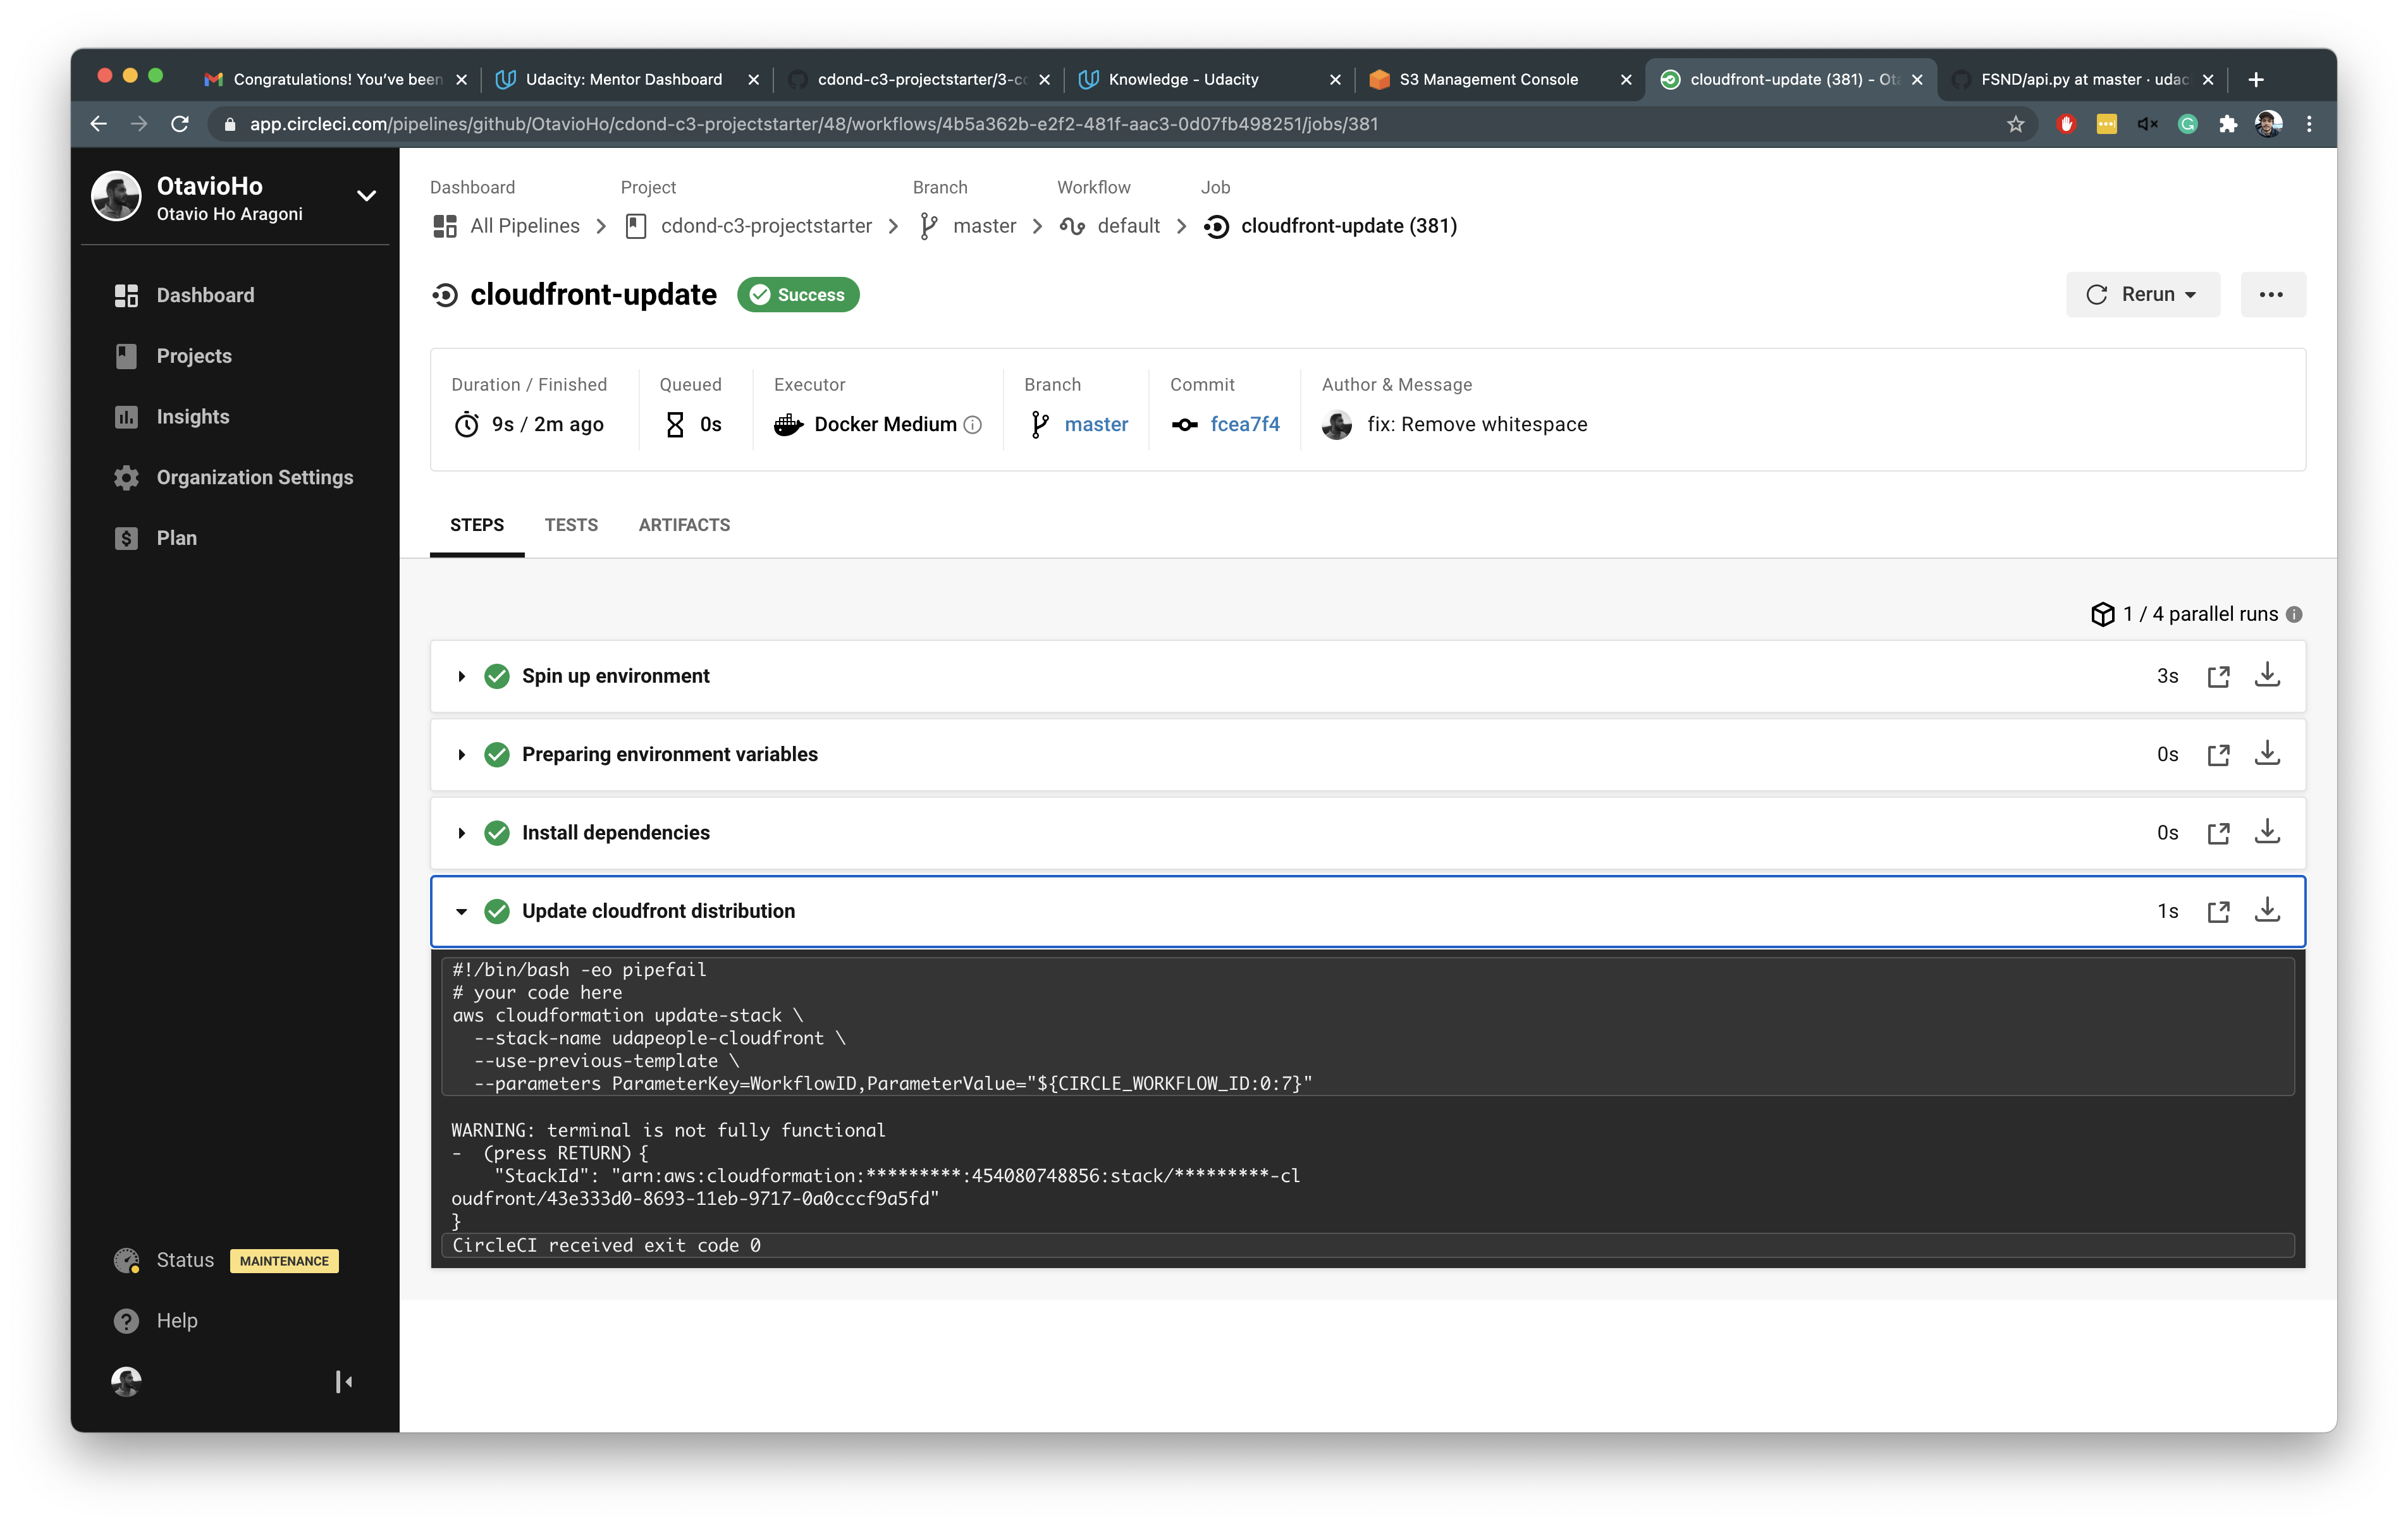 Congratulations! You've been
Udacity: Mentor Dashboard
cdond-c3-projectstarter/3-cc
Knowledge - Udacity
S3 Management Console
cloudfront-update (381) - Ota
FSND/api.py at master · udac
app.circleci.com/pipelines/github/OtavioHo/cdond-c3-projectstarter/48/workflows/4b5a362b-e2f2-481f-aac3-0d07fb498251/jobs/381
OtavioHo
Otavio Ho Aragoni
Dashboard
Projects
Insights
Organization Settings
Plan
Status MAINTENANCE
Help
Dashboard Project Branch Workflow Job
All Pipelines cdond-c3-projectstarter master default cloudfront-update (381)
cloudfront-update Success
Rerun
Duration / Finished Queued Executor Branch Commit Author & Message
9s / 2m ago 0s Docker Medium master fcea7f4 fix: Remove whitespace
STEPS TESTS ARTIFACTS
1 / 4 parallel runs
Spin up environment 3s
Preparing environment variables 0s
Install dependencies 0s
Update cloudfront distribution 1s
#!/bin/bash -eo pipefail
# your code here
aws cloudformation update-stack \
--stack-name udapeople-cloudfront \
--use-previous-template \
--parameters ParameterKey=WorkflowID,ParameterValue="${CIRCLE_WORKFLOW_ID:0:7}"
WARNING: terminal is not fully functional
-  (press RETURN){
"StackId": "arn:aws:cloudformation:*********:454080748856:stack/*********-cl
oudfront/43e333d0-8693-11eb-9717-0a0cccf9a5fd"
}
CircleCI received exit code 0